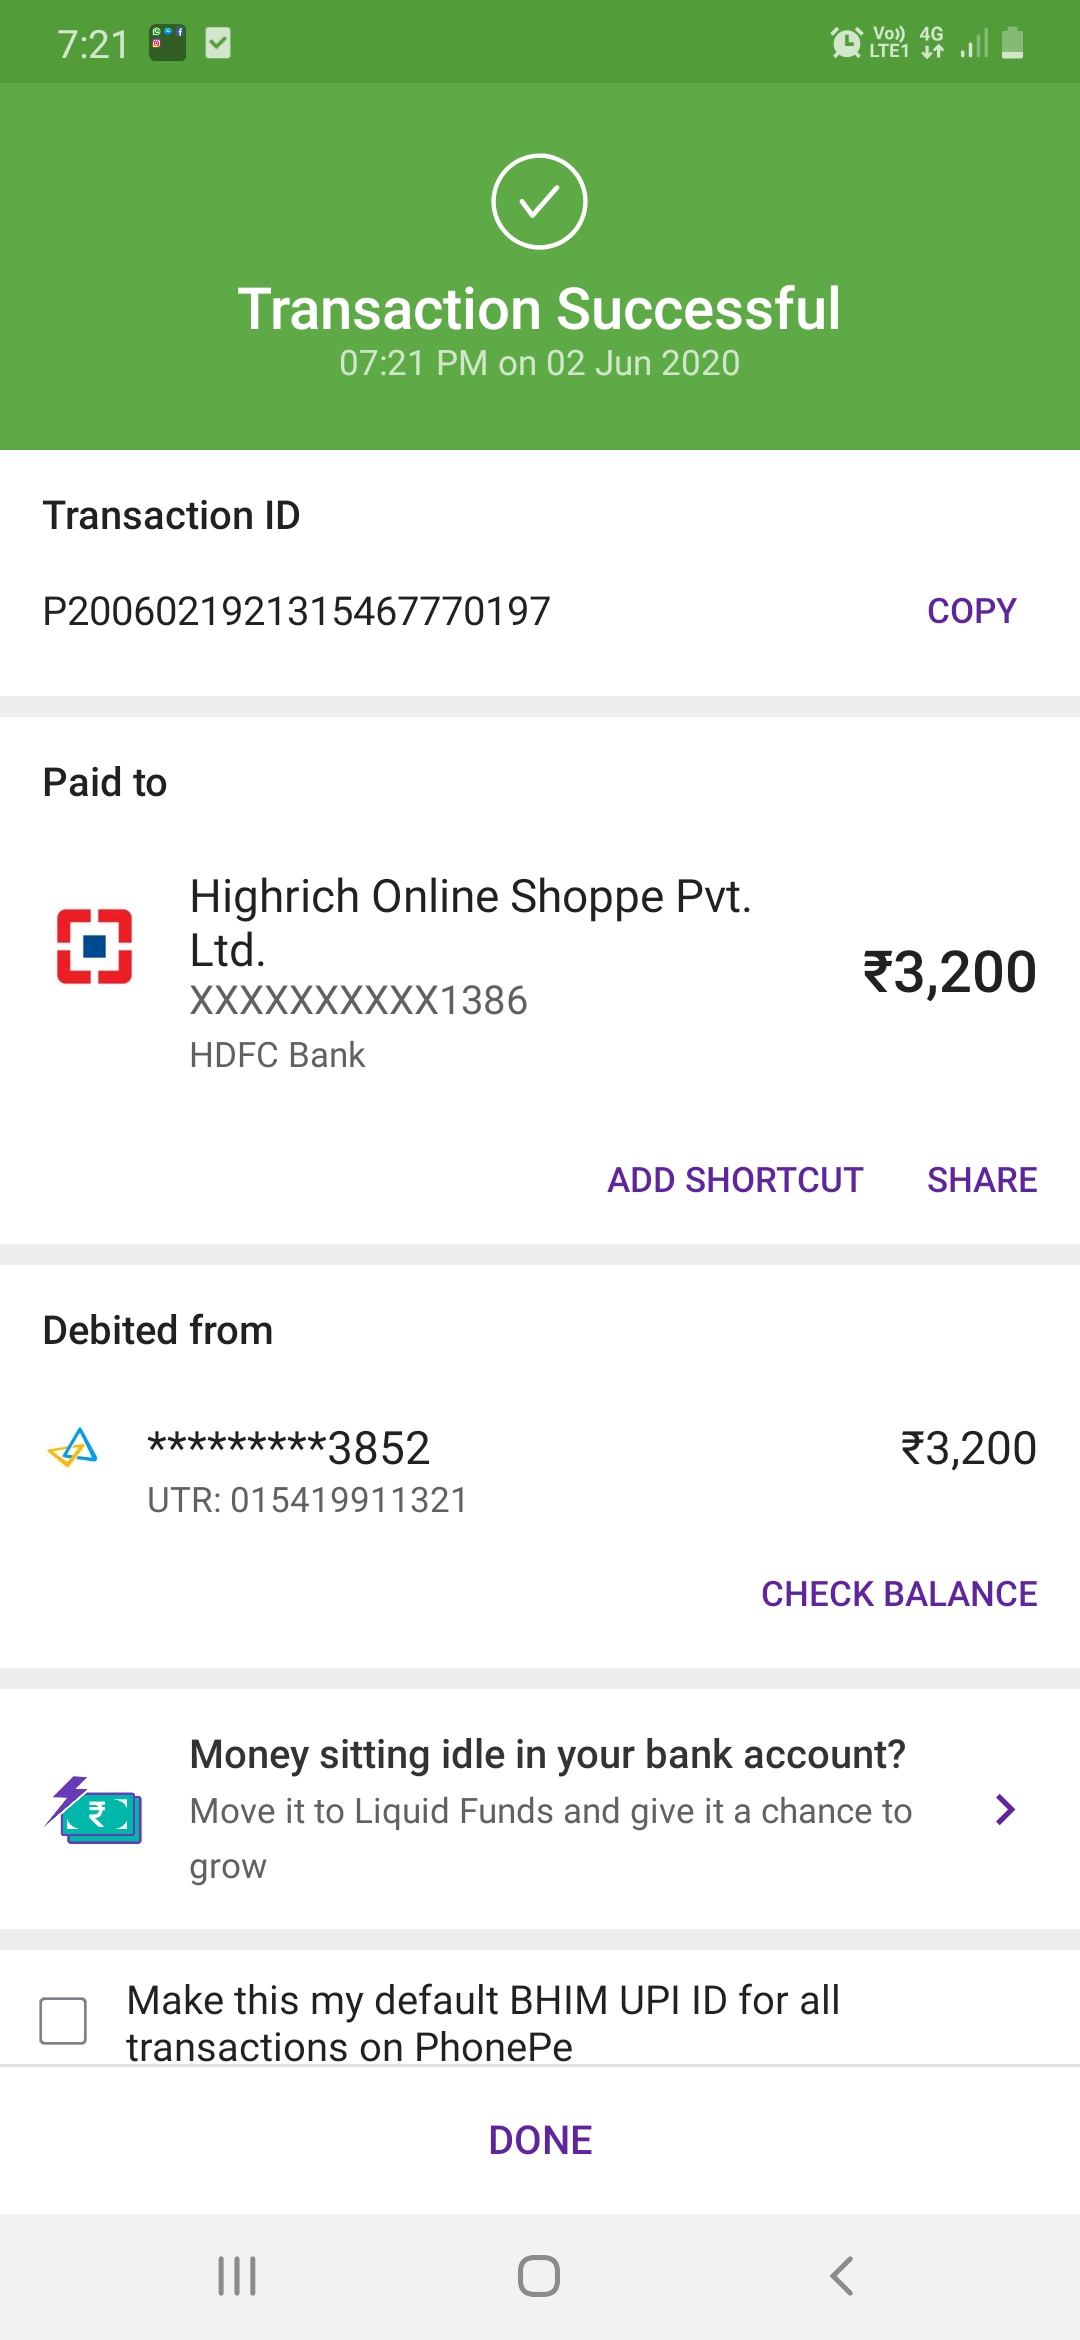 7:21
Vo)) 4G
LTE1
Transaction Successful
07:21 PM on 02 Jun 2020
Transaction ID
P2006021921315467770197
COPY
Paid to
Highrich Online Shoppe Pvt.
Ltd.
₹3,200
XXXXXXXXXX1386
HDFC Bank
ADD SHORTCUT SHARE
Debited from
*********3852
₹3,200
UTR: 015419911321
CHECK BALANCE
Money sitting idle in your bank account?
Move it to Liquid Funds and give it a chance to
grow
Make this my default BHIM UPI ID for all
transactions on PhonePe
DONE